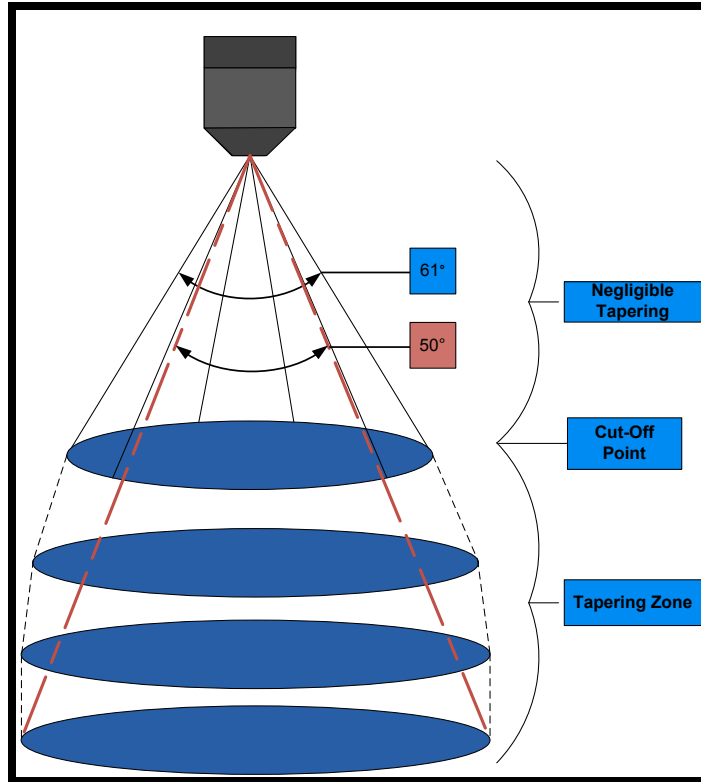 61°
50°
Negligible
Tapering
Cut-Off
Point
Tapering Zone